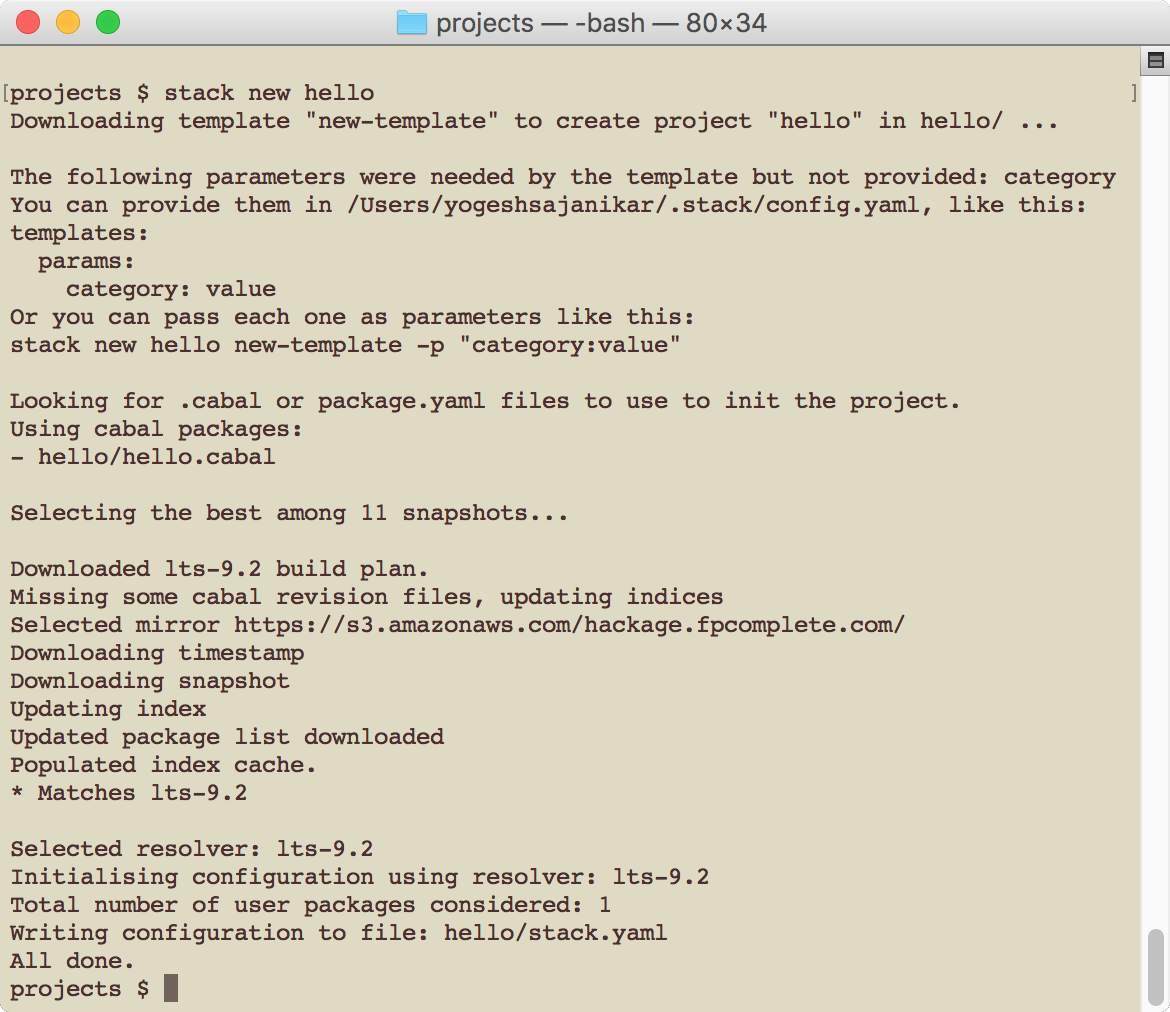 projects — -bash — 80×34
[projects $ stack new hello ]
Downloading template "new-template" to create project "hello" in hello/ ...
The following parameters were needed by the template but not provided: category
You can provide them in /Users/yogeshsajanikar/.stack/config.yaml, like this:
templates:
  params:
    category: value
Or you can pass each one as parameters like this:
stack new hello new-template -p "category:value"
Looking for .cabal or package.yaml files to use to init the project.
Using cabal packages:
- hello/hello.cabal
Selecting the best among 11 snapshots...
Downloaded lts-9.2 build plan.
Missing some cabal revision files, updating indices
Selected mirror https://s3.amazonaws.com/hackage.fpcomplete.com/
Downloading timestamp
Downloading snapshot
Updating index
Updated package list downloaded
Populated index cache.
* Matches lts-9.2
Selected resolver: lts-9.2
Initialising configuration using resolver: lts-9.2
Total number of user packages considered: 1
Writing configuration to file: hello/stack.yaml
All done.
projects $